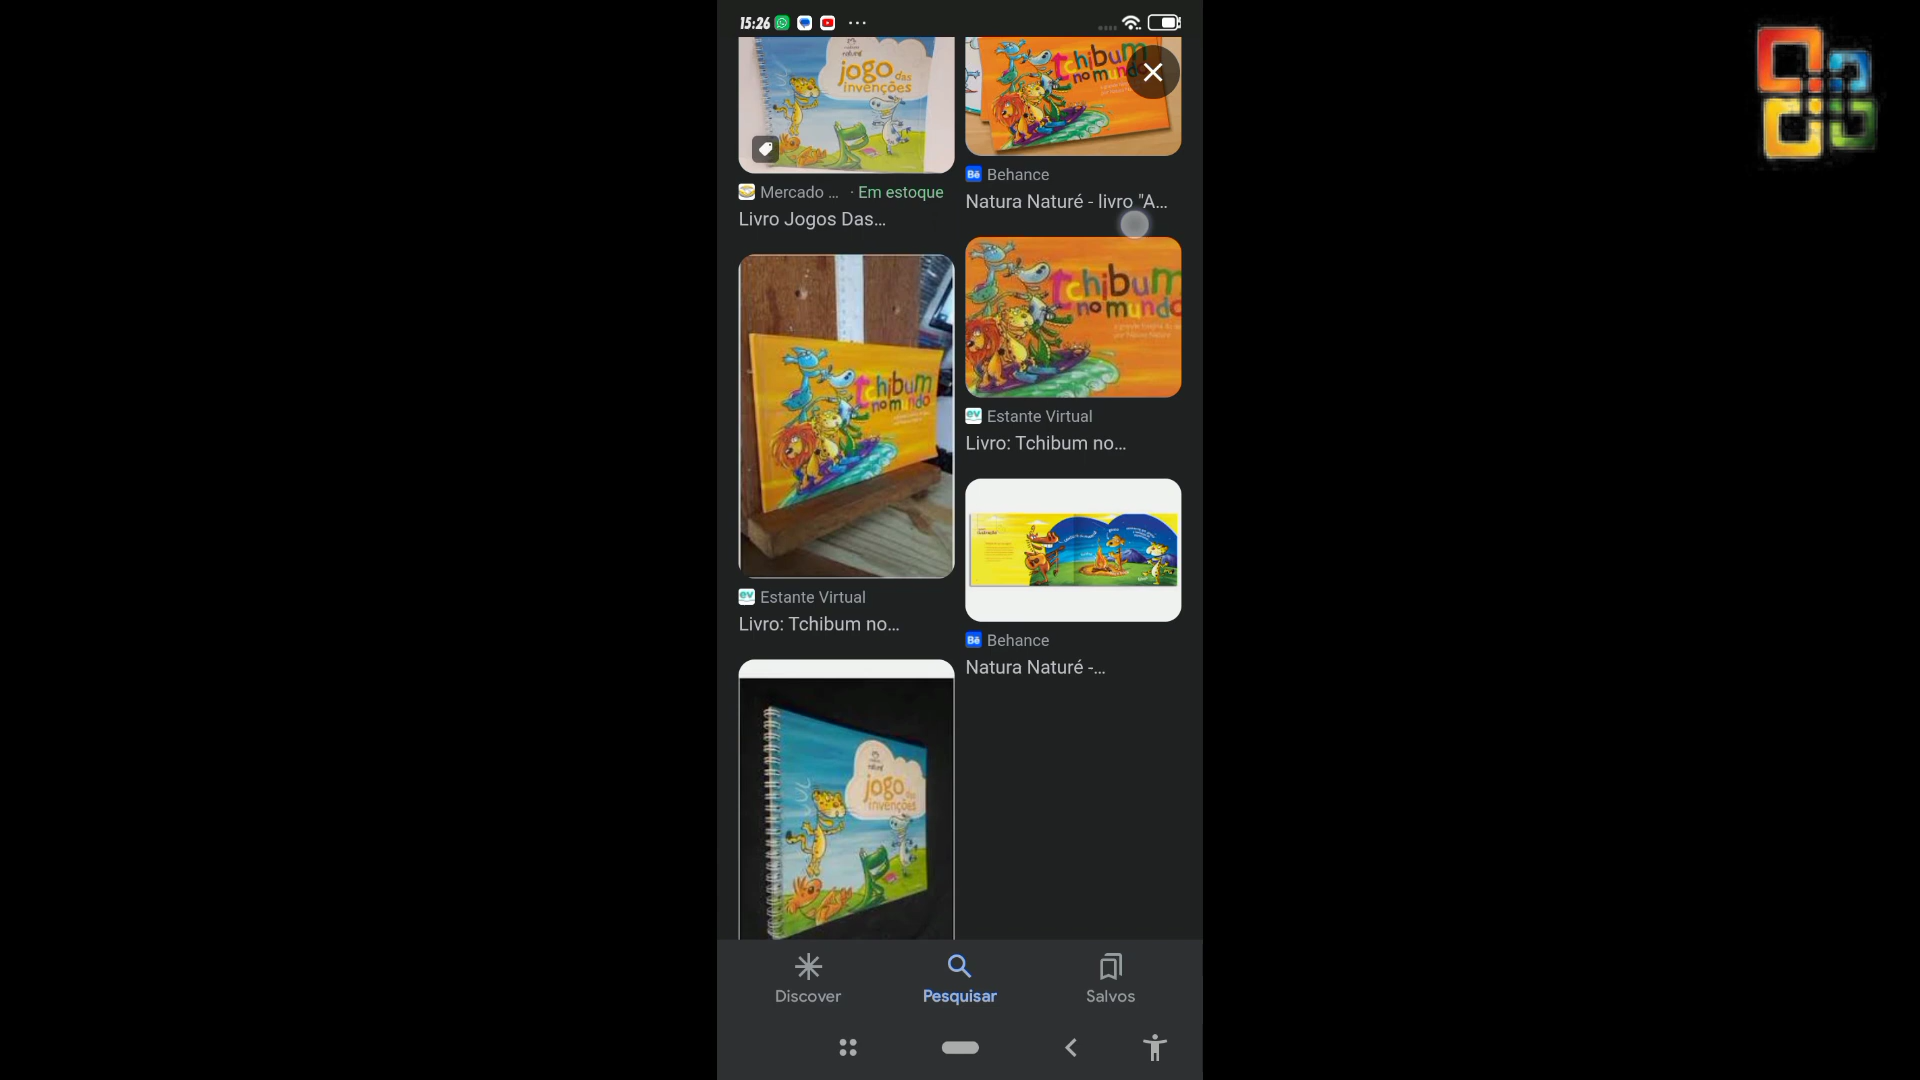 15:26
natural
jogo das
invenções
Mercado ... · Em estoque
Livro Jogos Das...
tchibum
no mundo
Behance
Natura Naturé - livro "A...
tchibum
no mundo
Estante Virtual
Livro: Tchibum no...
tchibum
no mundo
Estante Virtual
Livro: Tchibum no...
Behance
Natura Naturé -...
jogo das
invenções
Discover
Pesquisar
Salvos